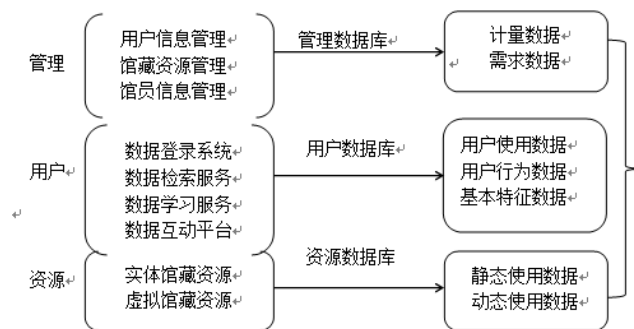 管理
用户信息管理
馆藏资源管理
馆员信息管理
管理数据库
计量数据
需求数据
用户
数据登录系统
数据检索服务
数据学习服务
数据互动平台
用户数据库
用户使用数据
用户行为数据
基本特征数据
资源
实体馆藏资源
虚拟馆藏资源
资源数据库
静态使用数据
动态使用数据